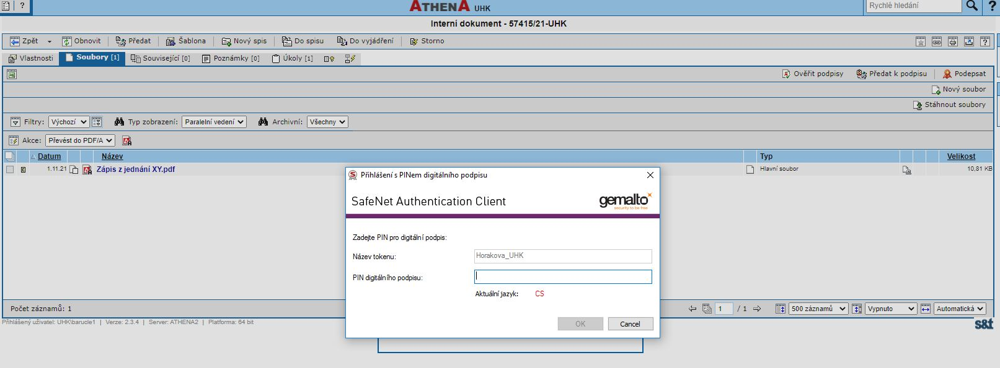 ?
ATHENA UHK
Rychlé hledání
?
Interní dokument - 57415/21-UHK
Zpět
Obnovit
Předat
Šablona
Nový spis
Do spisu
Do vyjádření
Storno
?
Vlastnosti
Soubory [1]
Související [0]
Poznámky [0]
Úkoly [1]
Ověřit podpisy
Předat k podpisu
Podepsat
Nový soubor
Stáhnout soubory
Filtry: Výchozí
Typ zobrazení: Paralelní vedení
Archivní: Všechny
Akce: Převést do PDF/A
Datum
Název
Typ
Velikost
E
1.11.21
Zápis z jednání XY.pdf
Hlavní soubor
10,81 KB
Přihlášení s PINem digitálního podpisu
SafeNet Authentication Client
gemalto
security to be free
Zadejte PIN pro digitální podpis:
Název tokenu:
Horakova_UHK
PIN digitálního podpisu:
Aktuální jazyk: CS
OK
Cancel
Počet záznamů: 1
1 / 1
500 záznamů
Vypnuto
Automatická
Přihlášený uživatel: UHK\barucle1 | Verze: 2.3.4 | Server: ATHENA2 | Platforma: 64 bit
s&t